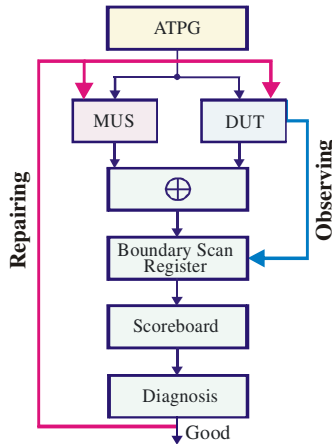 ATPG
MUS
DUT
Repairing
Observing
Boundary Scan
Register
Scoreboard
Diagnosis
Good